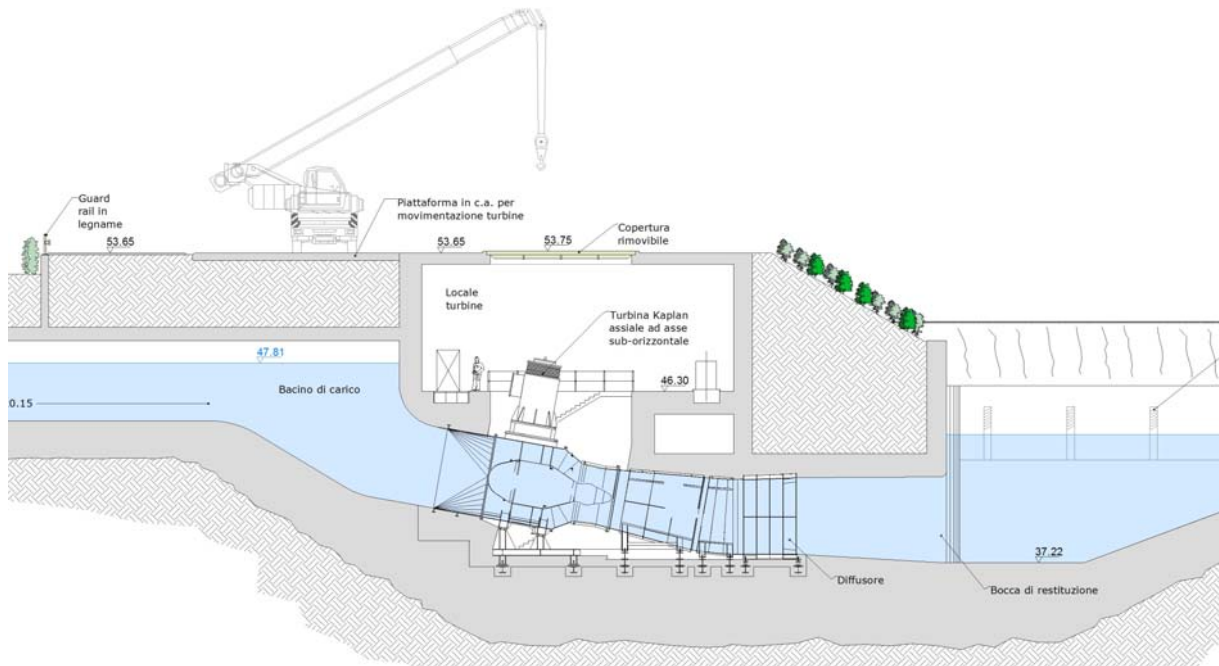 Guard
rail in
legname
53.65
Piattaforma in c.a. per
movimentazione turbine
53.65
53.75
Copertura
rimovibile
Locale
turbine
Turbina Kaplan
assiale ad asse
sub-orizzontale
47.81
Bacino di carico
46.30
0.15
37.22
Diffusore
Bocca di restituzione